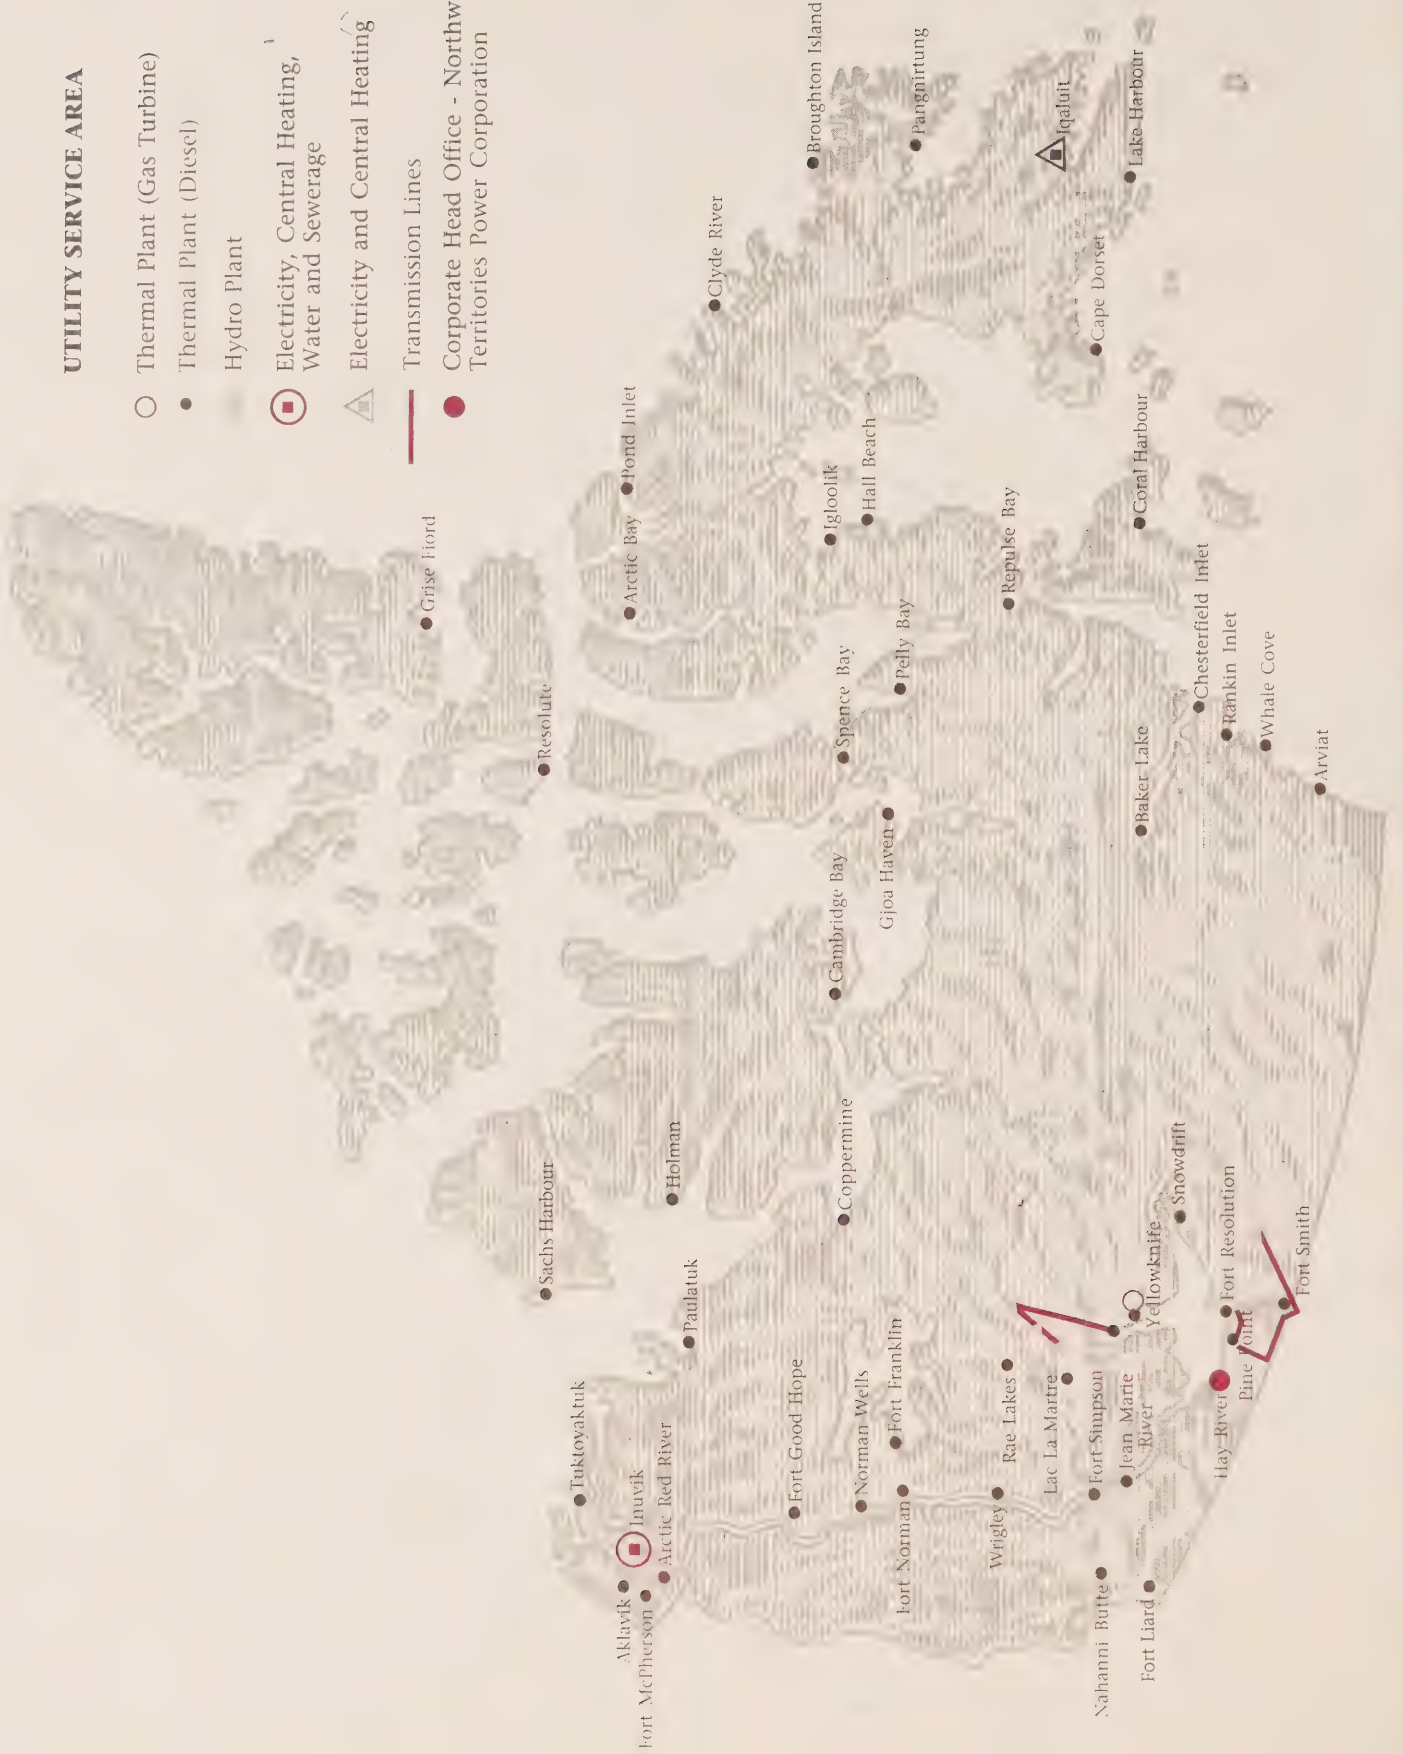 UTILITY SERVICE AREA
Thermal Plant (Gas Turbine)
Thermal Plant (Diesel)
Hydro Plant
Electricity, Central Heating,
Water and Sewerage
Electricity and Central Heating
Transmission Lines
Corporate Head Office - Northw
Territories Power Corporation
Grise Fiord
Resolute
Sachs Harbour
Tuktoyaktuk
Aklavik
Inuvik
Fort McPherson
Arctic Red River
Holman
Paulatuk
Arctic Bay
Pond Inlet
Clyde River
Broughton Island
Pangnirtung
Iqaluit
Lake Harbour
Cape Dorset
Igloolik
Hall Beach
Spence Bay
Pelly Bay
Cambridge Bay
Gjoa Haven
Coppermine
Fort Good Hope
Norman Wells
Fort Franklin
Fort Norman
Repulse Bay
Coral Harbour
Chesterfield Inlet
Rankin Inlet
Whale Cove
Baker Lake
Arviat
Rae Lakes
Wrigley
Lac La Martre
Fort Simpson
Jean Marie
River
Nahanni Butte
Fort Liard
Yellowknife
Snowdrift
Fort Resolution
Pine Point
Hay River
Fort Smith